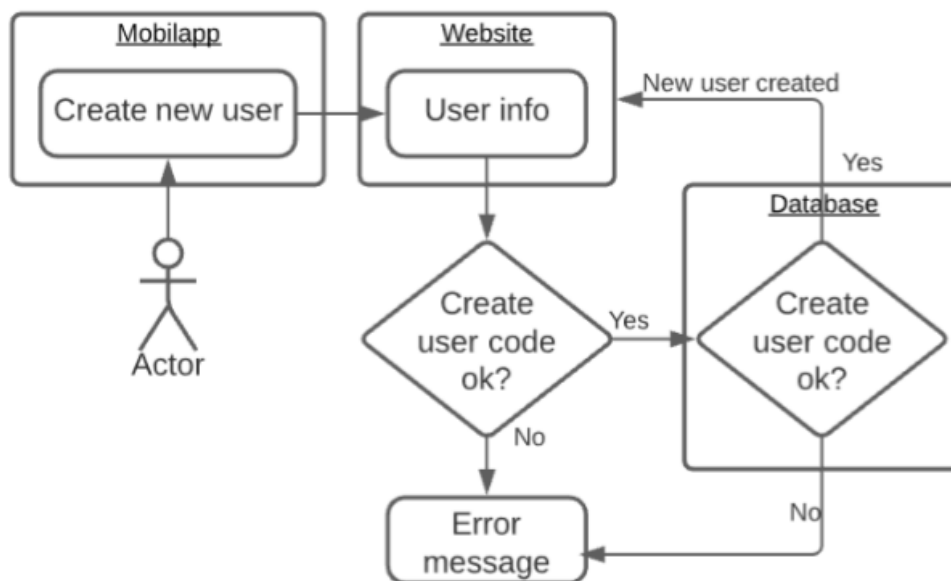 Mobilapp
Website
Create new user
User info
New user created
Yes
Database
Actor
Create
user code
ok?
Yes
Create
user code
ok?
No
No
Error
message